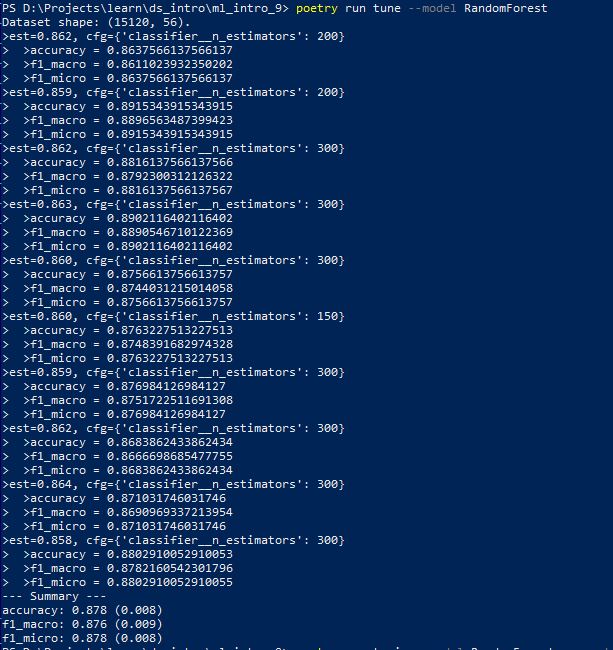 PS D:\Projects\learn\ds_intro\ml_intro_9> poetry run tune --model RandomForest
Dataset shape: (15120, 56).
>est=0.862, cfg={'classifier__n_estimators': 200}
>  >accuracy = 0.8637566137566137
>  >f1_macro = 0.8611023932350202
>  >f1_micro = 0.8637566137566137
>est=0.859, cfg={'classifier__n_estimators': 200}
>  >accuracy = 0.8915343915343915
>  >f1_macro = 0.8896563487399423
>  >f1_micro = 0.8915343915343915
>est=0.862, cfg={'classifier__n_estimators': 300}
>  >accuracy = 0.8816137566137566
>  >f1_macro = 0.8792300312126322
>  >f1_micro = 0.8816137566137567
>est=0.863, cfg={'classifier__n_estimators': 300}
>  >accuracy = 0.8902116402116402
>  >f1_macro = 0.8890546710122369
>  >f1_micro = 0.8902116402116402
>est=0.860, cfg={'classifier__n_estimators': 300}
>  >accuracy = 0.8756613756613757
>  >f1_macro = 0.8744031215014058
>  >f1_micro = 0.8756613756613757
>est=0.860, cfg={'classifier__n_estimators': 150}
>  >accuracy = 0.8763227513227513
>  >f1_macro = 0.8748391682974328
>  >f1_micro = 0.8763227513227513
>est=0.859, cfg={'classifier__n_estimators': 300}
>  >accuracy = 0.876984126984127
>  >f1_macro = 0.8751722511691308
>  >f1_micro = 0.876984126984127
>est=0.862, cfg={'classifier__n_estimators': 300}
>  >accuracy = 0.8683862433862434
>  >f1_macro = 0.8666698685477755
>  >f1_micro = 0.8683862433862434
>est=0.864, cfg={'classifier__n_estimators': 300}
>  >accuracy = 0.871031746031746
>  >f1_macro = 0.8690969337213954
>  >f1_micro = 0.871031746031746
>est=0.858, cfg={'classifier__n_estimators': 300}
>  >accuracy = 0.8802910052910053
>  >f1_macro = 0.8782160542301796
>  >f1_micro = 0.8802910052910055
--- Summary ---
accuracy: 0.878 (0.008)
f1_macro: 0.876 (0.009)
f1_micro: 0.878 (0.008)